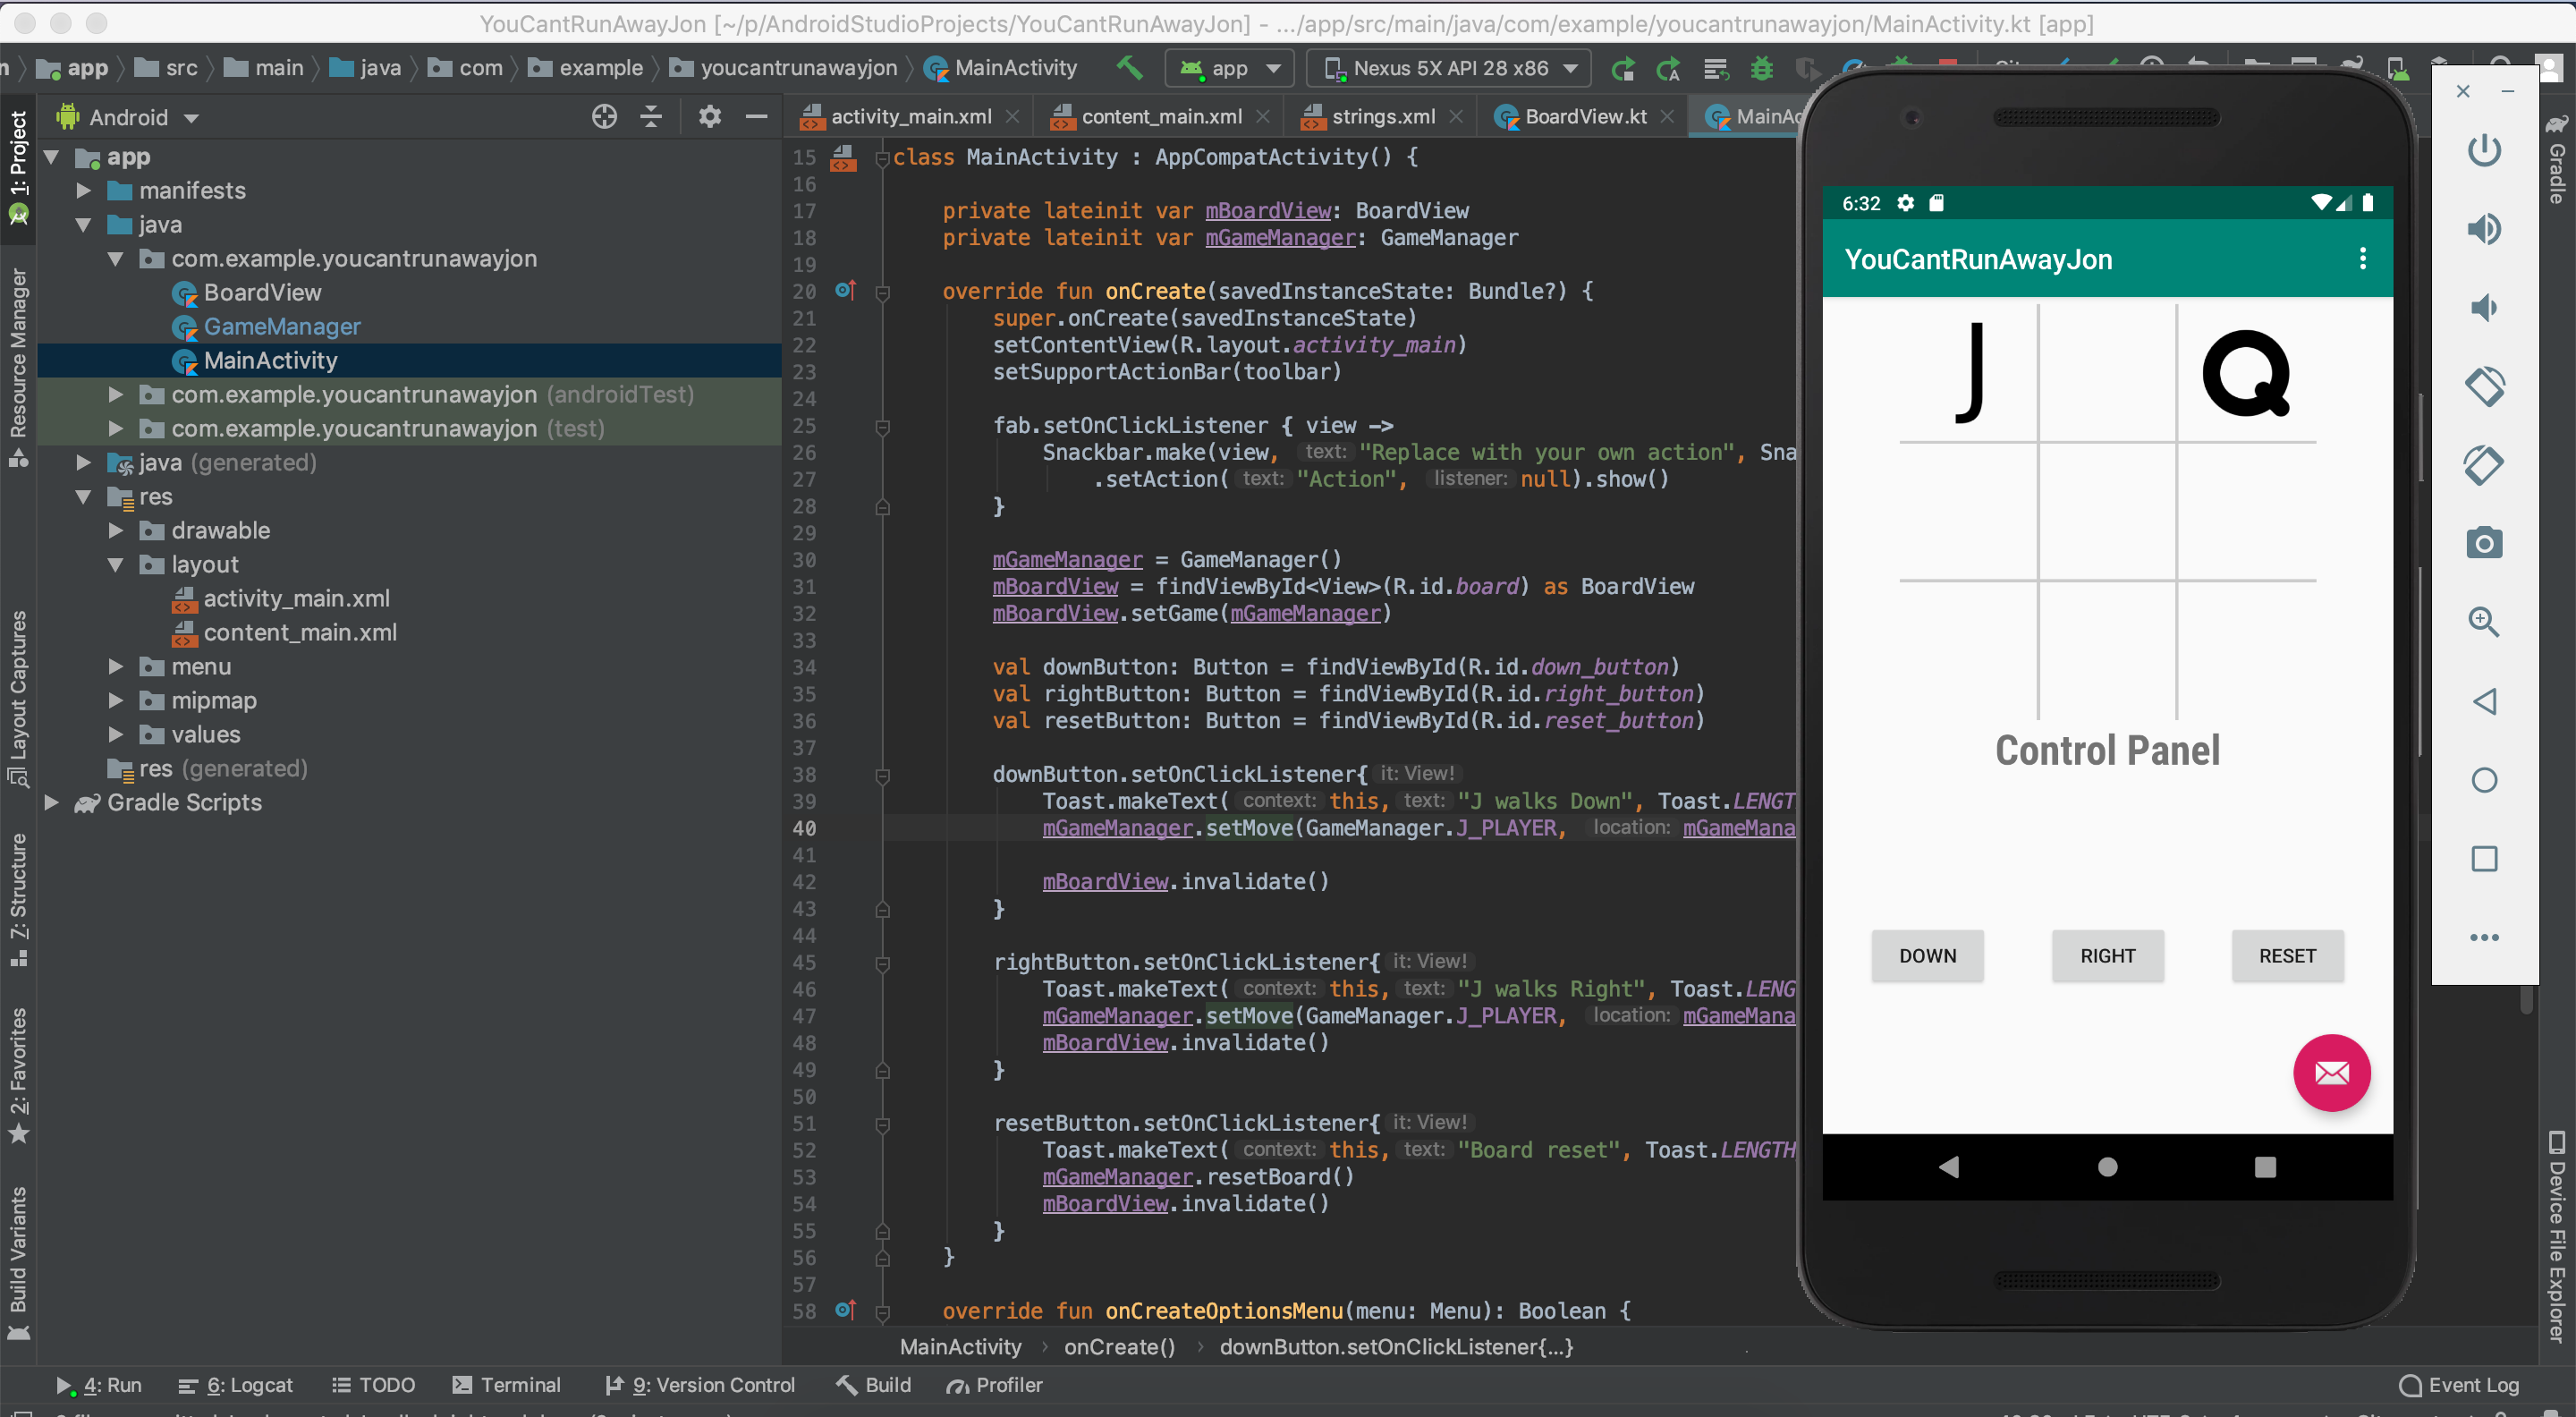 YouCantRunAwayJon [~/p/AndroidStudioProjects/YouCantRunAwayJon] - .../app/src/main/java/com/example/youcantrunawayjon/MainActivity.kt [app]
app src main java com example youcantrunawayjon MainActivity app Nexus 5X API 28 x86
Android
activity_main.xml content_main.xml strings.xml BoardView.kt
1: Project
Resource Manager
Layout Captures
7: Structure
2: Favorites
Build Variants
app
manifests
java
com.example.youcantrunawayjon
BoardView
GameManager
MainActivity
com.example.youcantrunawayjon (androidTest)
com.example.youcantrunawayjon (test)
java (generated)
res
drawable
layout
activity_main.xml
content_main.xml
menu
mipmap
values
res (generated)
Gradle Scripts
15 class MainActivity : AppCompatActivity() {
16
17 private lateinit var mBoardView: BoardView
18 private lateinit var mGameManager: GameManager
19
20 override fun onCreate(savedInstanceState: Bundle?) {
21 super.onCreate(savedInstanceState)
22 setContentView(R.layout.activity_main)
23 setSupportActionBar(toolbar)
24
25 fab.setOnClickListener { view ->
26 Snackbar.make(view, text: "Replace with your own action", Sna
27 .setAction( text: "Action", listener: null).show()
28 }
29
30 mGameManager = GameManager()
31 mBoardView = findViewById<View>(R.id.board) as BoardView
32 mBoardView.setGame(mGameManager)
33
34 val downButton: Button = findViewById(R.id.down_button)
35 val rightButton: Button = findViewById(R.id.right_button)
36 val resetButton: Button = findViewById(R.id.reset_button)
37
38 downButton.setOnClickListener{ it: View!
39 Toast.makeText( context: this, text: "J walks Down", Toast.LENGT
40 mGameManager.setMove(GameManager.J_PLAYER, location: mGameMana
41
42 mBoardView.invalidate()
43 }
44
45 rightButton.setOnClickListener{ it: View!
46 Toast.makeText( context: this, text: "J walks Right", Toast.LENG
47 mGameManager.setMove(GameManager.J_PLAYER, location: mGameMana
48 mBoardView.invalidate()
49 }
50
51 resetButton.setOnClickListener{ it: View!
52 Toast.makeText( context: this, text: "Board reset", Toast.LENGTH
53 mGameManager.resetBoard()
54 mBoardView.invalidate()
55 }
56 }
57
58 override fun onCreateOptionsMenu(menu: Menu): Boolean {
MainActivity › onCreate() › downButton.setOnClickListener{...}
6:32
YouCantRunAwayJon
J Q
Control Panel
DOWN RIGHT RESET
Gradle
Device File Explorer
4: Run 6: Logcat TODO Terminal 9: Version Control Build Profiler Event Log